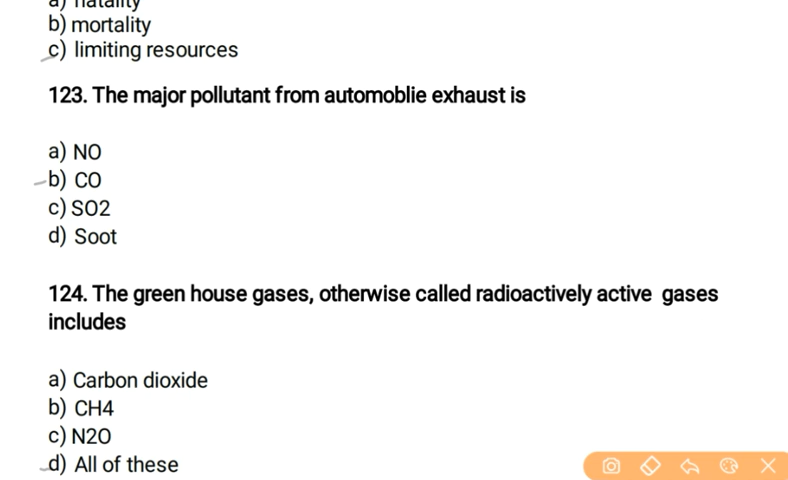 a) natality
b) mortality
c) limiting resources
123. The major pollutant from automoblie exhaust is
a) NO
b) CO
c) SO2
d) Soot
124. The green house gases, otherwise called radioactively active gases
includes
a) Carbon dioxide
b) CH4
c) N2O
d) All of these